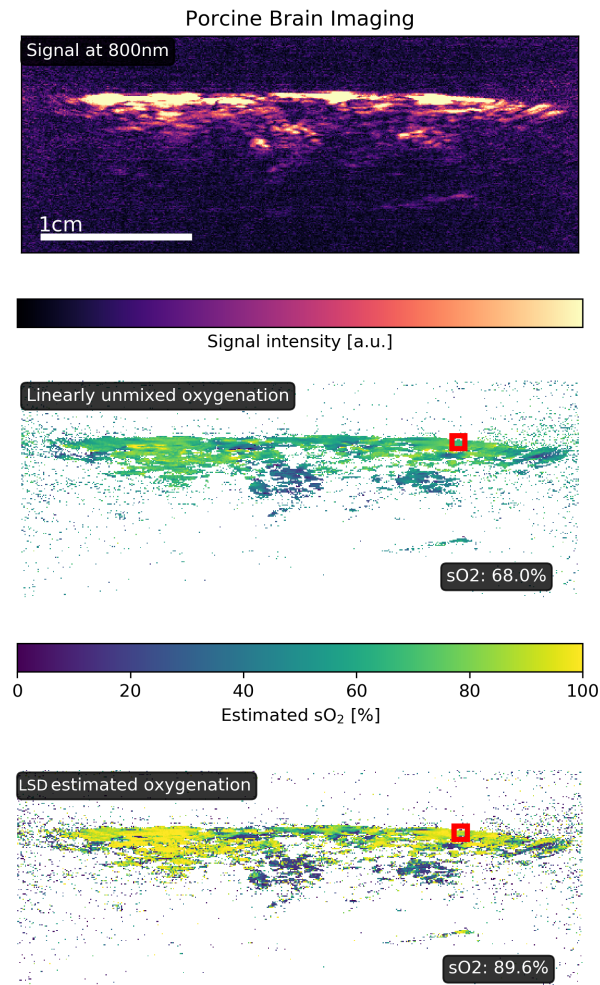 Porcine Brain Imaging
Signal at 800nm
1cm
Signal intensity [a.u.]
Linearly unmixed oxygenation
sO2: 68.0%
0 20 40 60 80 100
Estimated sO₂ [%]
LSD estimated oxygenation
sO2: 89.6%